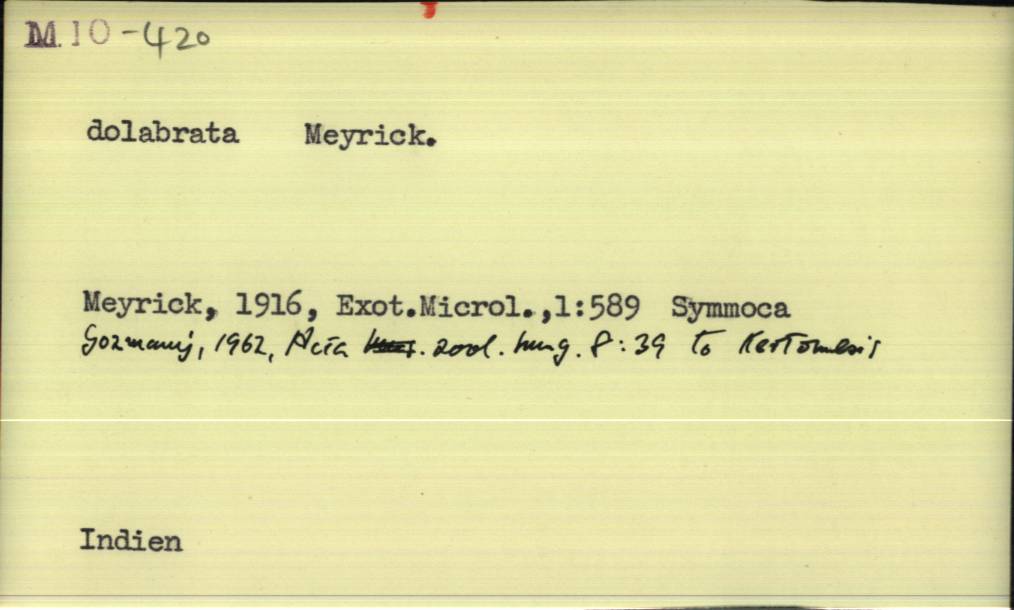 M.10-420
dolabrata Meyrick.
Meyrick, 1916, Exot.Microl.,1:589 Symmoca
Gozmany, 1962, Acta zool. hung. 8:39 to Kertomesis
Indien